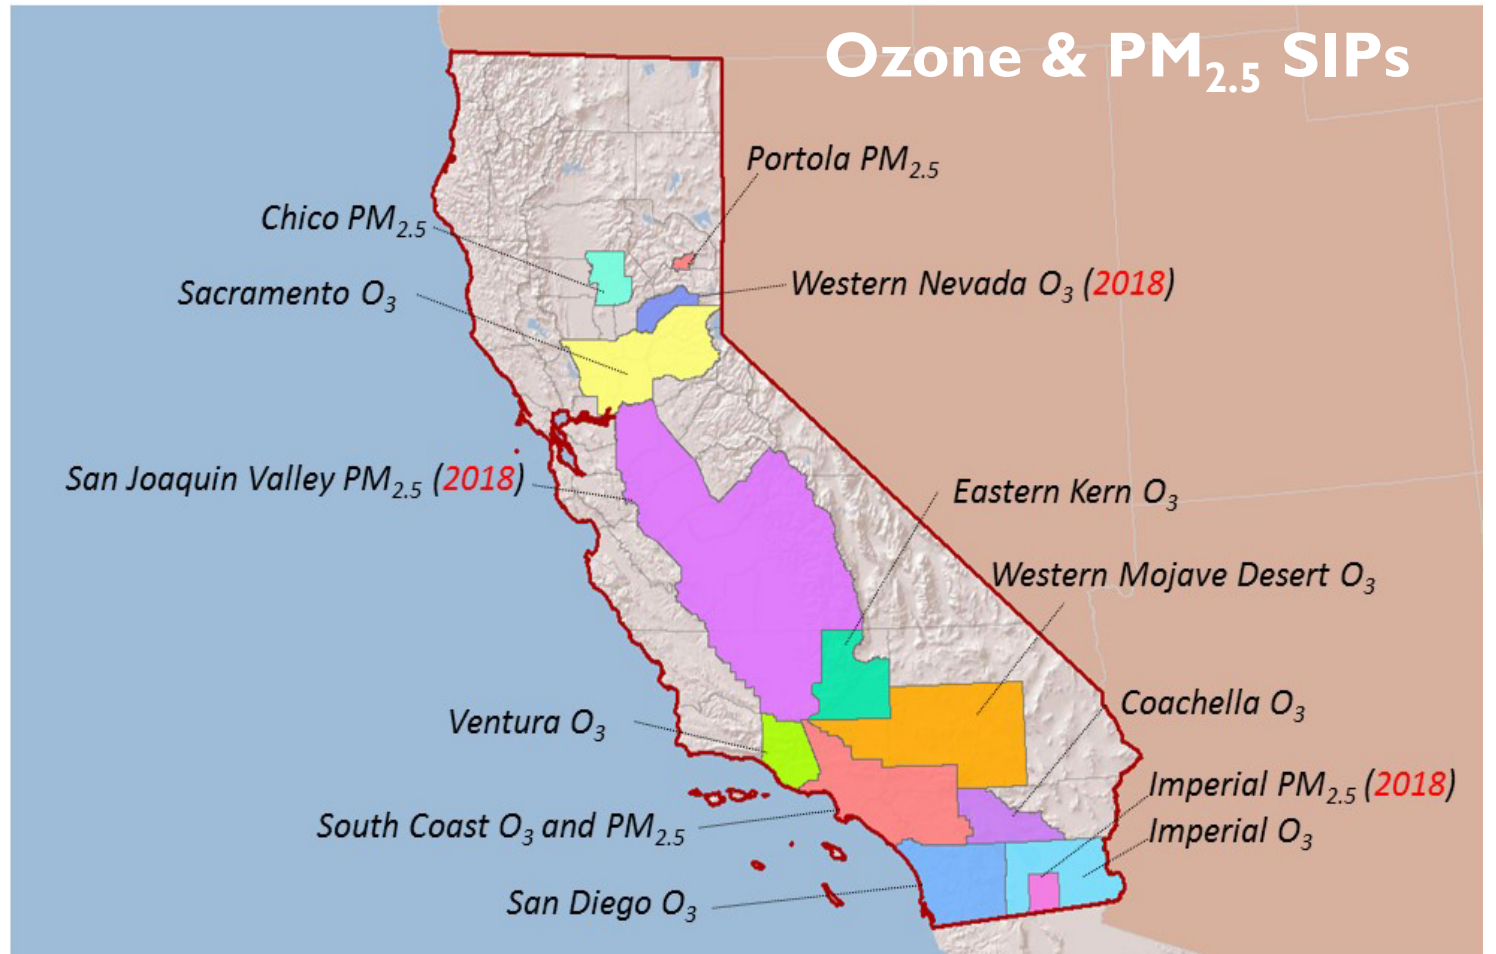 Ozone & PM2.5 SIPs
Portola PM2.5
Chico PM2.5
Western Nevada O3 (2018)
Sacramento O3
San Joaquin Valley PM2.5 (2018)
Eastern Kern O3
Western Mojave Desert O3
Coachella O3
Ventura O3
Imperial PM2.5 (2018)
South Coast O3 and PM2.5
Imperial O3
San Diego O3